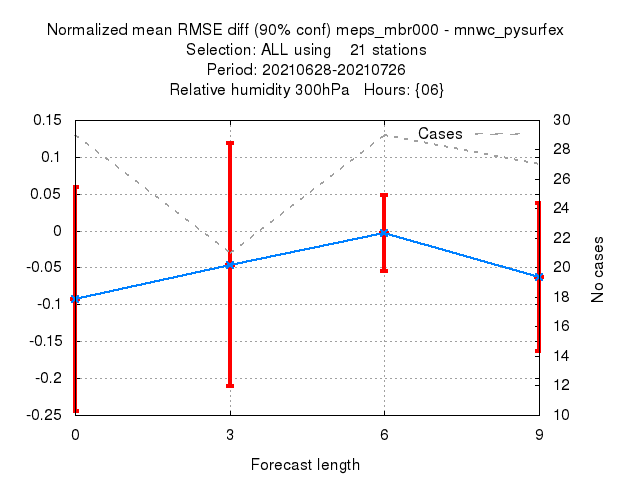 Normalized mean RMSE diff (90% conf) meps_mbr000 - mnwc_pysurfex
Selection: ALL using    21 stations
Period: 20210628-20210726
Relative humidity 300hPa   Hours: {06}
Cases
0.15
0.1
0.05
0
-0.05
-0.1
-0.15
-0.2
-0.25
30
28
26
24
22
20
18
16
14
12
10
No cases
0 3 6 9
Forecast length